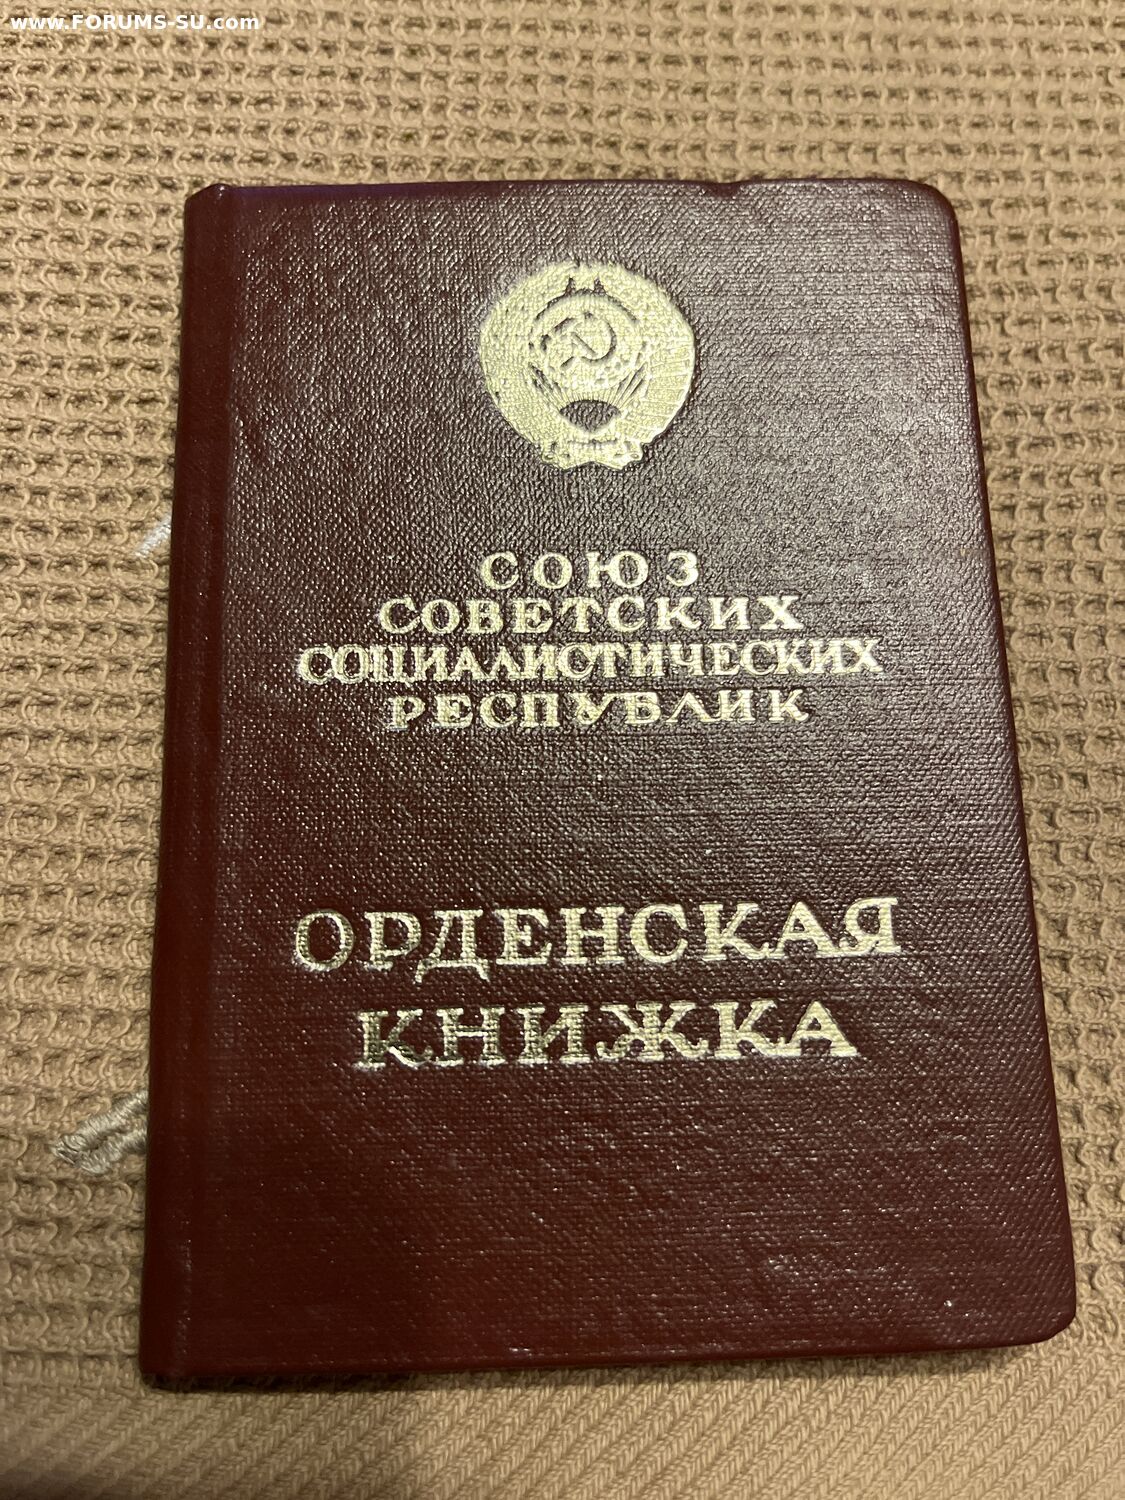 www.FORUMS-SU.com
СОЮЗ
СОВЕТСКИХ
СОЦИАЛИСТИЧЕСКИХ
РЕСПУБЛИК
ОРДЕНСКАЯ
КНИЖКА